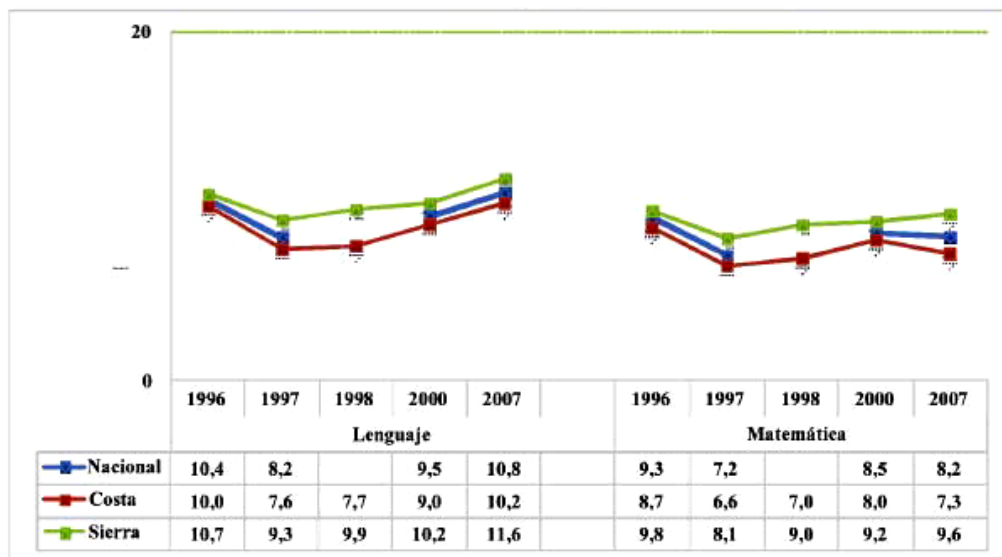 20
0
1996 1997 1998 2000 2007 1996 1997 1998 2000 2007
Lenguaje Matemática
Nacional 10,4 8,2 9,5 10,8 9,3 7,2 8,5 8,2
Costa 10,0 7,6 7,7 9,0 10,2 8,7 6,6 7,0 8,0 7,3
Sierra 10,7 9,3 9,9 10,2 11,6 9,8 8,1 9,0 9,2 9,6